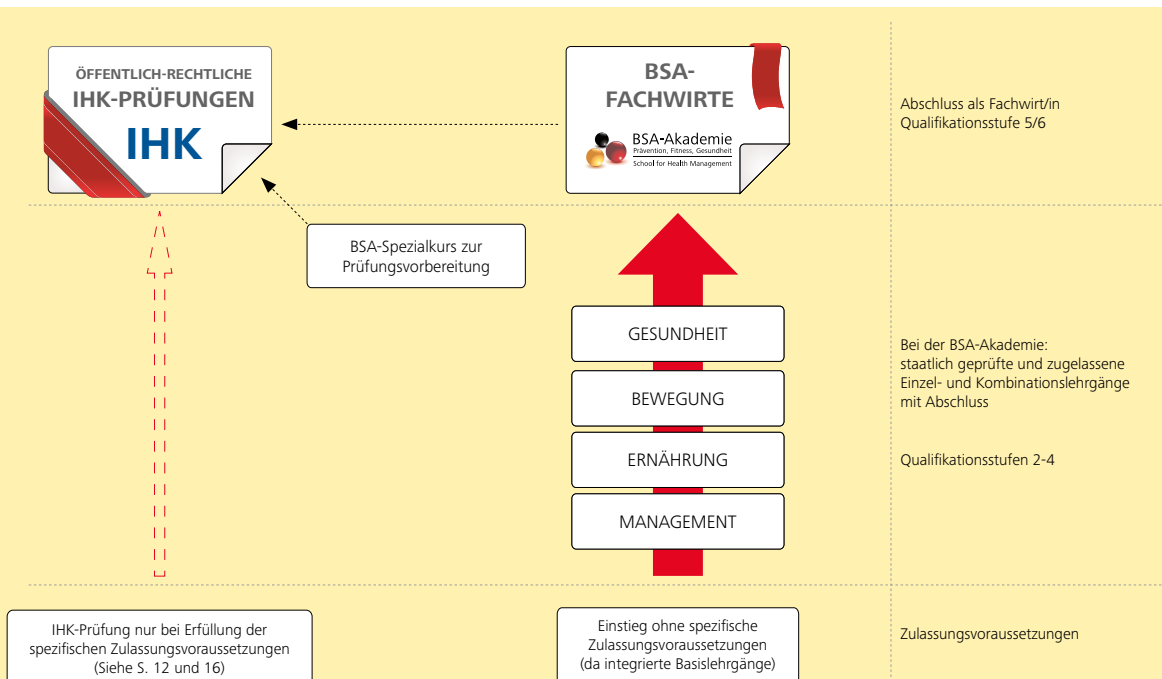 ÖFFENTLICH-RECHTLICHE
IHK-PRÜFUNGEN
IHK
BSA-
FACHWIRTE
BSA-Akademie
Prävention, Fitness, Gesundheit
School for Health Management
Abschluss als Fachwirt/in
Qualifikationsstufe 5/6
BSA-Spezialkurs zur
Prüfungsvorbereitung
GESUNDHEIT
BEWEGUNG
ERNÄHRUNG
MANAGEMENT
Bei der BSA-Akademie:
staatlich geprüfte und zugelassene
Einzel- und Kombinationslehrgänge
mit Abschluss
Qualifikationsstufen 2-4
IHK-Prüfung nur bei Erfüllung der
spezifischen Zulassungsvoraussetzungen
(Siehe S. 12 und 16)
Einstieg ohne spezifische
Zulassungsvoraussetzungen
(da integrierte Basislehrgänge)
Zulassungsvoraussetzungen